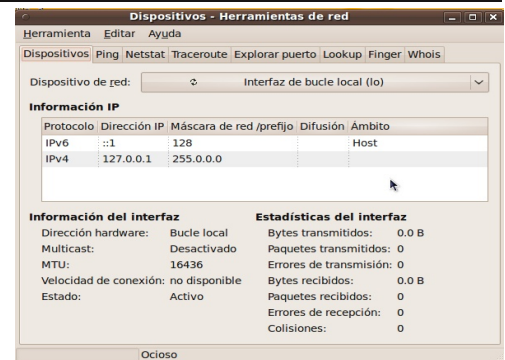 Dispositivos - Herramientas de red
Herramienta Editar Ayuda
Dispositivos Ping Netstat Traceroute Explorar puerto Lookup Finger Whois
Dispositivo de red: Interfaz de bucle local (lo)
Información IP
Protocolo Dirección IP Máscara de red /prefijo Difusión Ámbito
IPv6 ::1 128 Host
IPv4 127.0.0.1 255.0.0.0
Información del interfaz
Dirección hardware: Bucle local
Multicast: Desactivado
MTU: 16436
Velocidad de conexión: no disponible
Estado: Activo
Estadísticas del interfaz
Bytes transmitidos: 0.0 B
Paquetes transmitidos: 0
Errores de transmisión: 0
Bytes recibidos: 0.0 B
Paquetes recibidos: 0
Errores de recepción: 0
Colisiones: 0
Ocioso